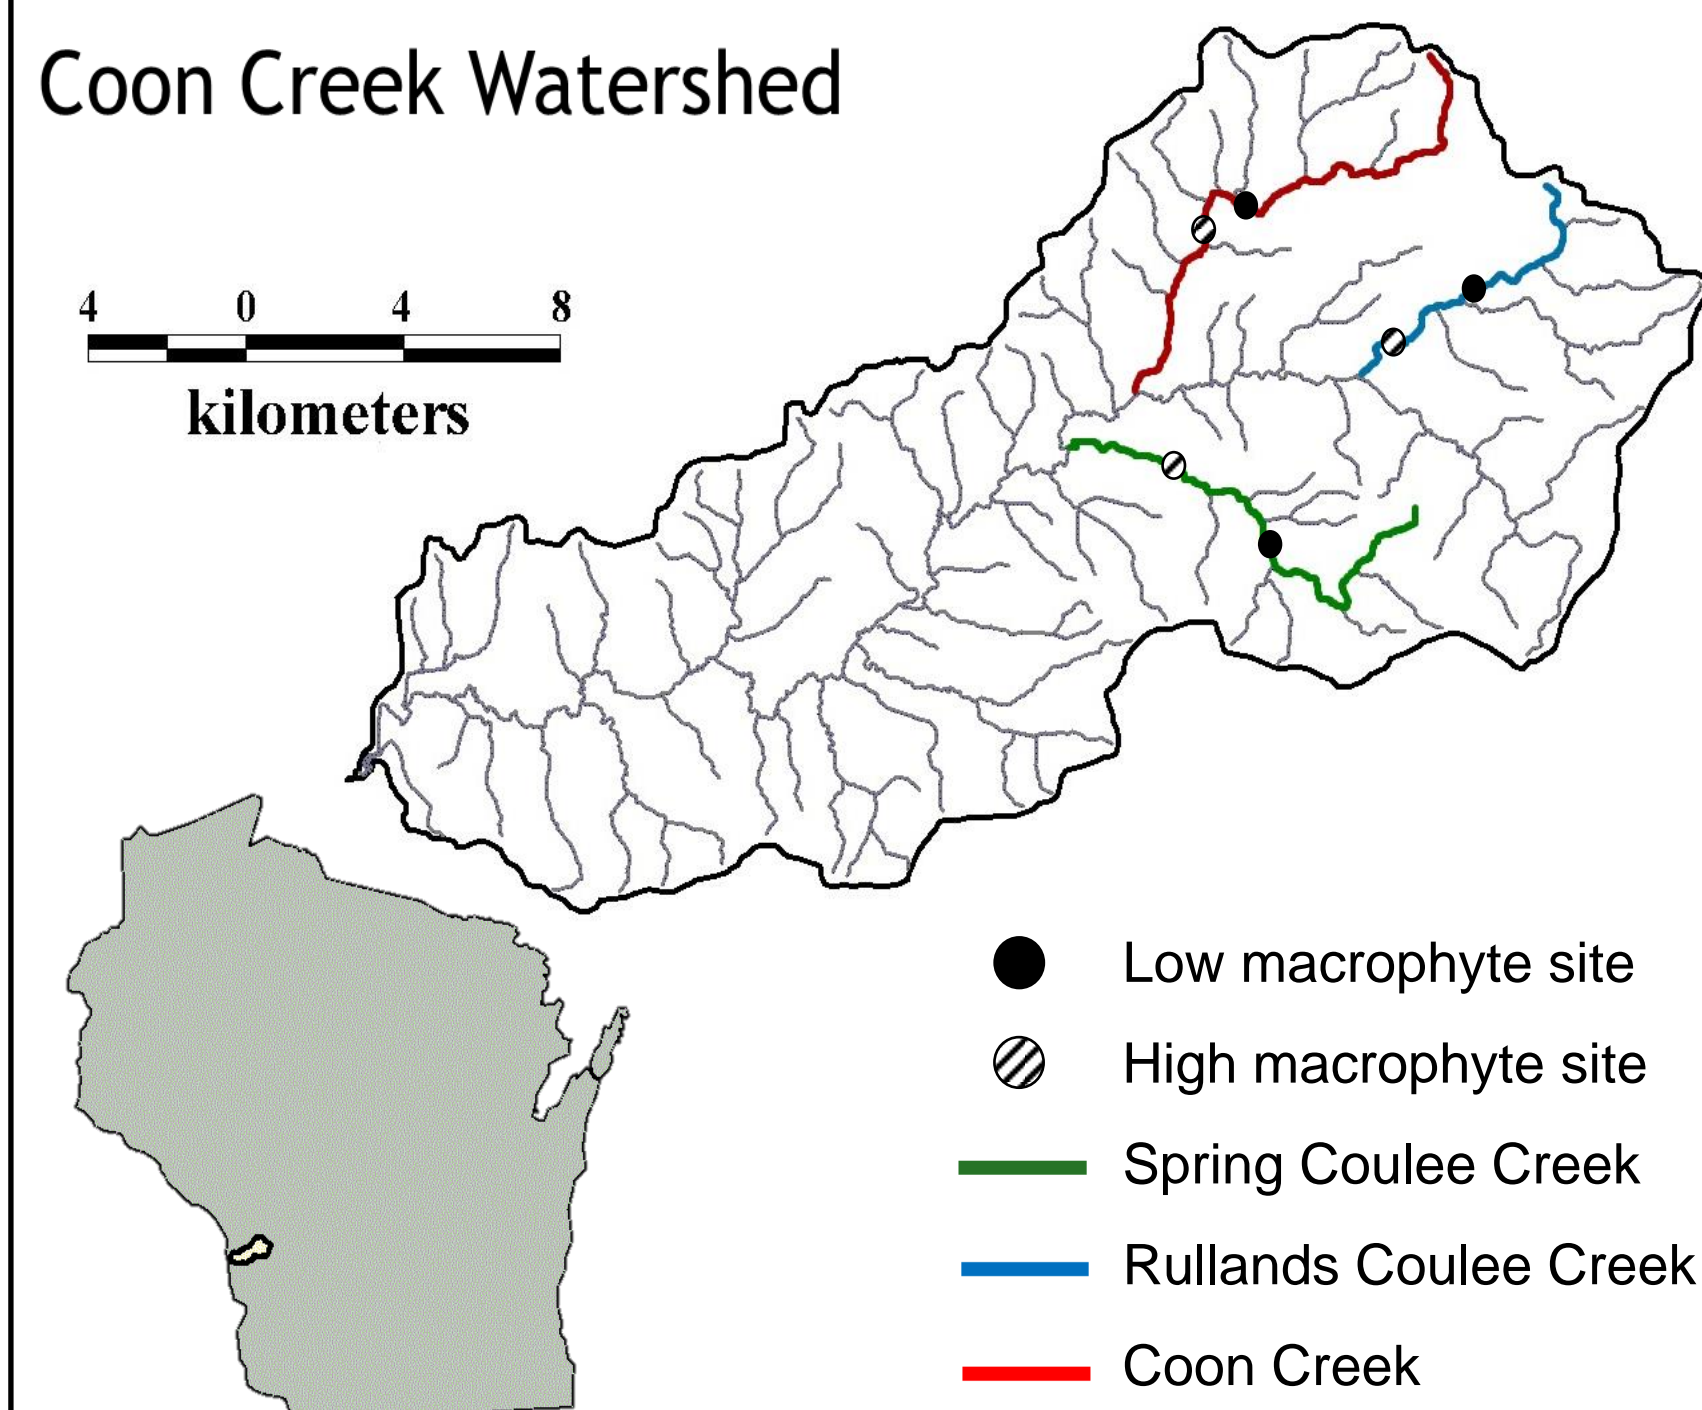 Coon Creek Watershed
4 0 4 8
kilometers
Low macrophyte site
High macrophyte site
Spring Coulee Creek
Rullands Coulee Creek
Coon Creek